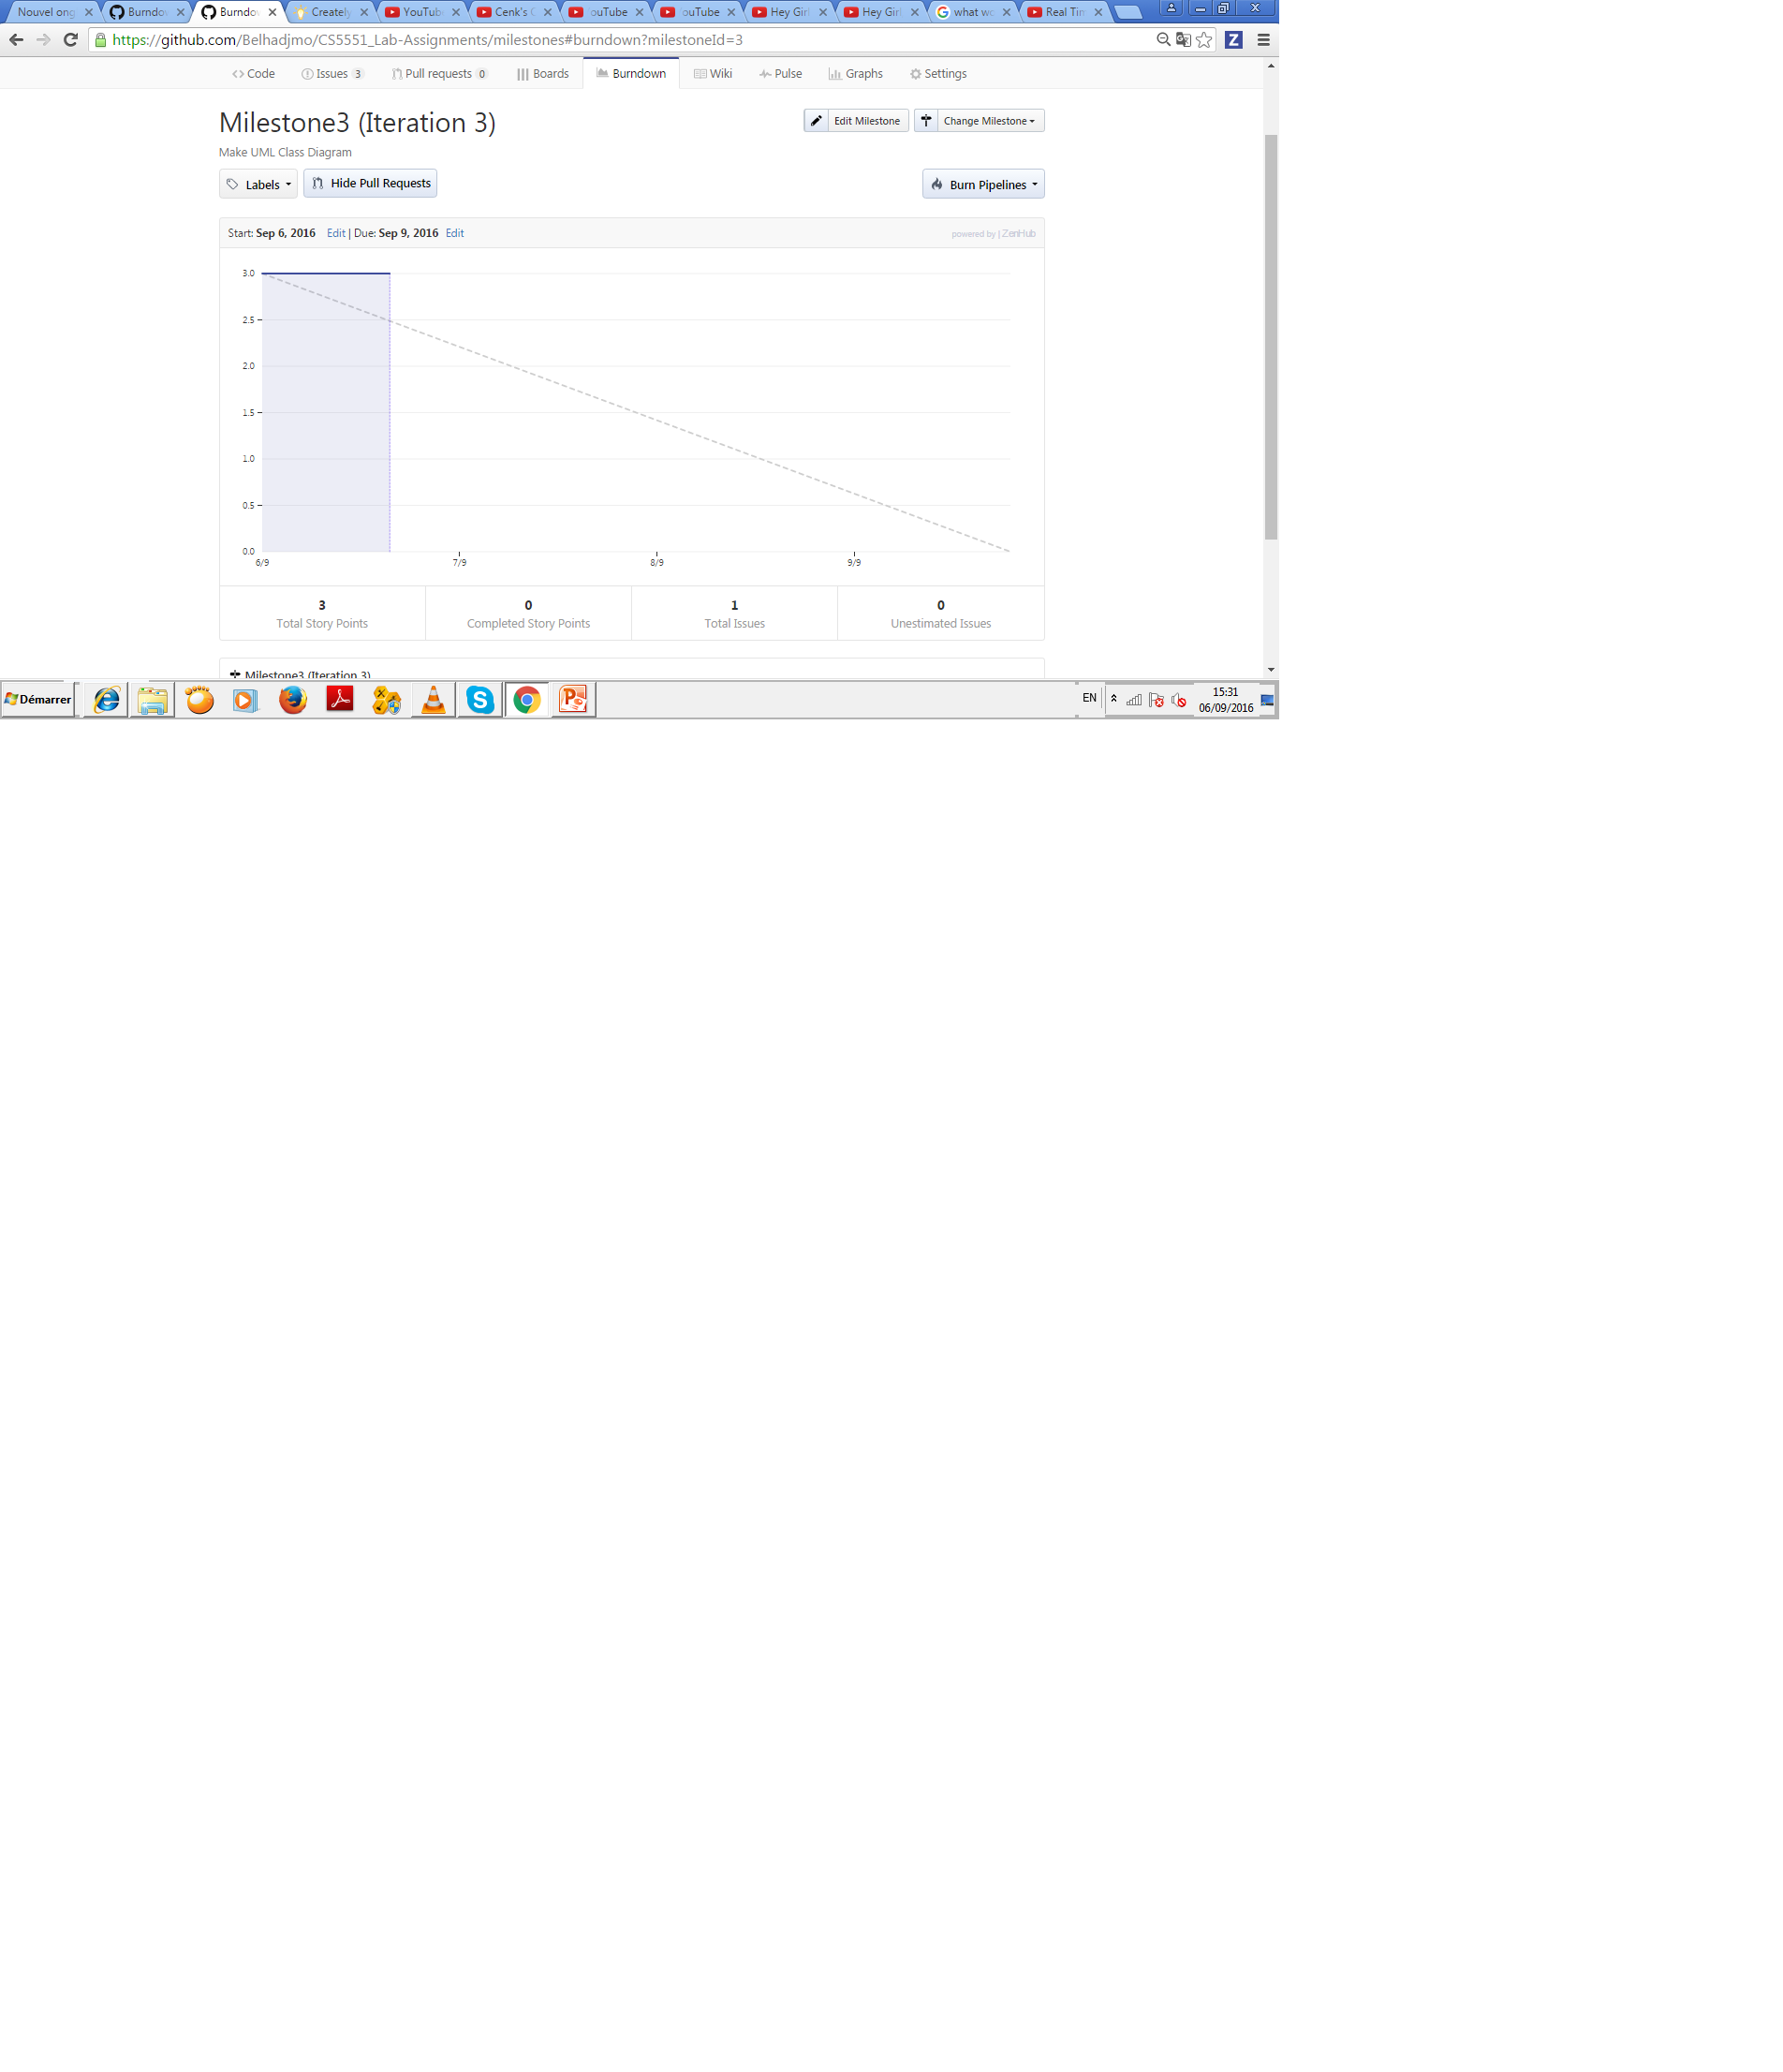 Nouvel ong Burndo Burndo Creately YouTub Cenk's C ouTube ouTube Hey Girl Hey Girl what wo Real Tim
https://github.com/Belhadjmo/CS5551_Lab-Assignments/milestones#burndown?milestoneId=3
Z
Code Issues 3 Pull requests 0 Boards Burndown Wiki Pulse Graphs Settings
Milestone3 (Iteration 3)
Edit Milestone Change Milestone
Make UML Class Diagram
Labels Hide Pull Requests Burn Pipelines
Start: Sep 6, 2016 Edit | Due: Sep 9, 2016 Edit powered by | ZenHub
3.0
2.5
2.0
1.5
1.0
0.5
0.0
6/9 7/9 8/9 9/9
3 0 1 0
Total Story Points Completed Story Points Total Issues Unestimated Issues
Milestone3 (Iteration 3)
Démarrer
EN 15:31
06/09/2016